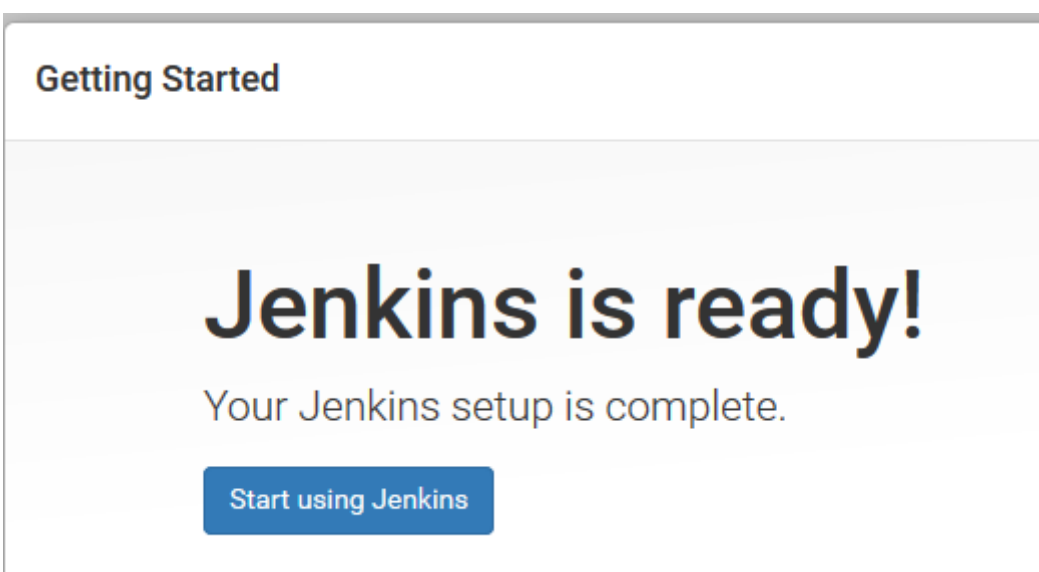 Getting Started
Jenkins is ready!
Your Jenkins setup is complete.
Start using Jenkins